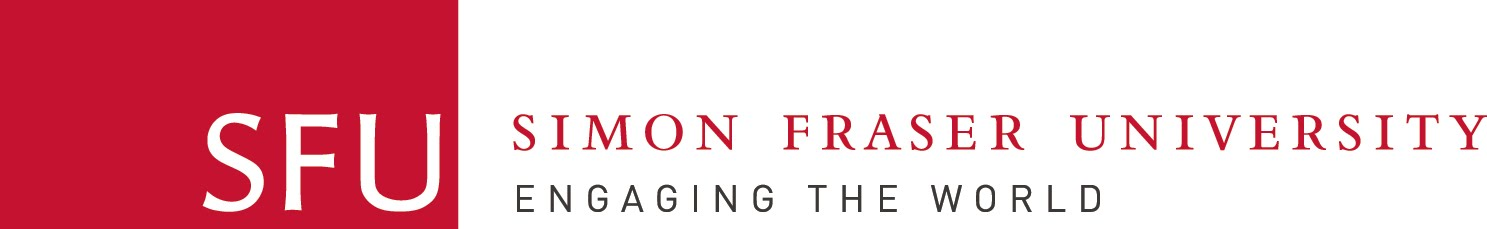 SFU
SIMON FRASER UNIVERSITY
ENGAGING THE WORLD